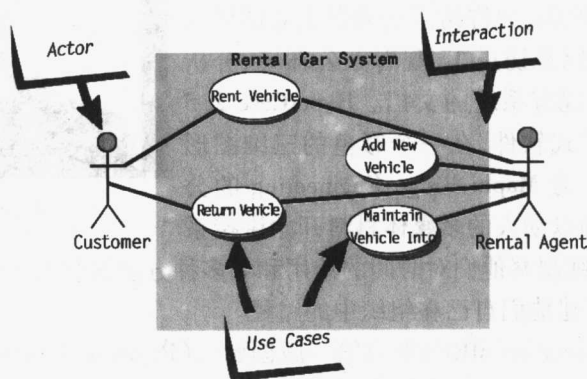 Actor
Interaction
Rental Car System
Rent Vehicle
Add New
Vehicle
Return Vehicle
Maintain
Vehicle Into
Customer
Rental Agent
Use Cases